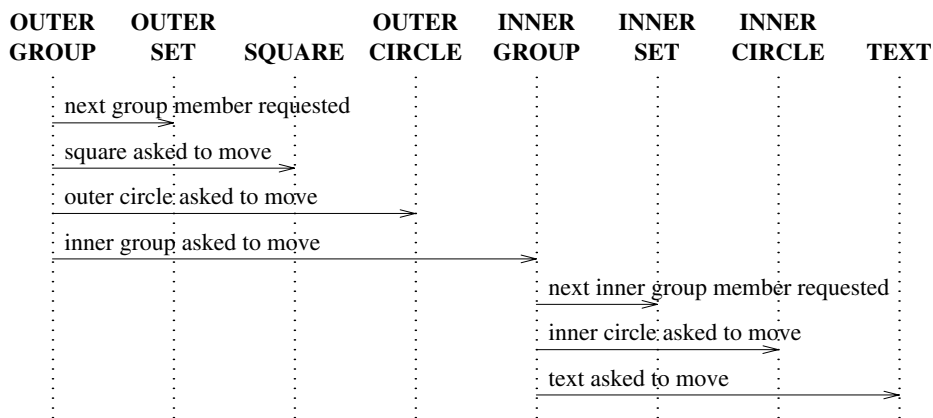 OUTER OUTER OUTER INNER INNER INNER
GROUP SET SQUARE CIRCLE GROUP SET CIRCLE TEXT
next group member requested
square asked to move
outer circle asked to move
inner group asked to move
next inner group member requested
inner circle asked to move
text asked to move